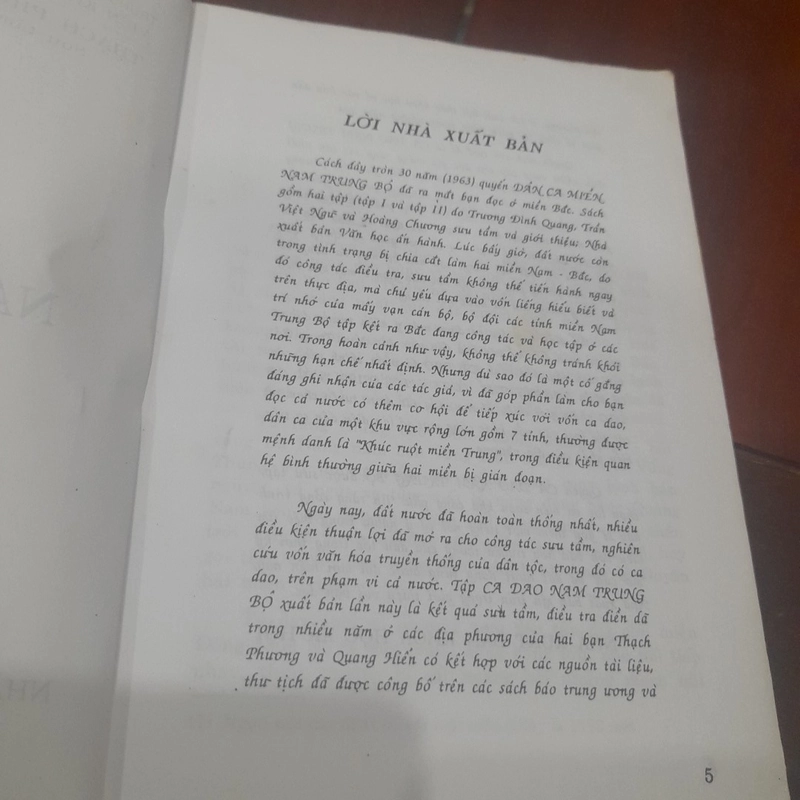 LỜI NHÀ XUẤT BẢN
Cách đây tròn 30 năm (1963) quyển DÂN CA MIỀN
NAM TRUNG BỘ đã ra mắt bạn đọc ở miền Bắc. Sách
gồm hai tập (tập I và tập II) do Trương Đình Quang, Trần
Việt Ngữ và Hoàng Chương sưu tầm và giới thiệu; Nhà
xuất bản Văn học ấn hành. Lúc bấy giờ, đất nước còn
trong tình trạng bị chia cắt làm hai miền Nam - Bắc, do
đó công tác điều tra, sưu tầm không thể tiến hành ngay
trên thực địa, mà chủ yếu dựa vào vốn liếng hiểu biết và
trí nhớ của mấy vạn cán bộ, bộ đội các tỉnh miền Nam
Trung Bộ tập kết ra Bắc đang công tác và học tập ở các
nơi. Trong hoàn cảnh như vậy, không thể không tránh khỏi
những hạn chế nhất định. Nhưng dù sao đó là một cố gắng
đáng ghi nhận của các tác giả, vì đã góp phần làm cho bạn
đọc cả nước có thêm cơ hội để tiếp xúc với vốn ca dao,
dân ca của một khu vực rộng lớn gồm 7 tỉnh, thường được
mệnh danh là "Khúc ruột miền Trung", trong điều kiện quan
hệ bình thường giữa hai miền bị gián đoạn.
Ngày nay, đất nước đã hoàn toàn thống nhất, nhiều
điều kiện thuận lợi đã mở ra cho công tác sưu tầm, nghiên
cứu vốn văn hóa truyền thống của dân tộc, trong đó có ca
dao, trên phạm vi cả nước. Tập CA DAO NAM TRUNG
BỘ xuất bản lần này là kết quả sưu tầm, điều tra điền dã
trong nhiều năm ở các địa phương của hai bạn Thạch
Phương và Quang Hiển có kết hợp với các nguồn tài liệu,
thư tịch đã được công bố trên các sách báo trung ương và
5